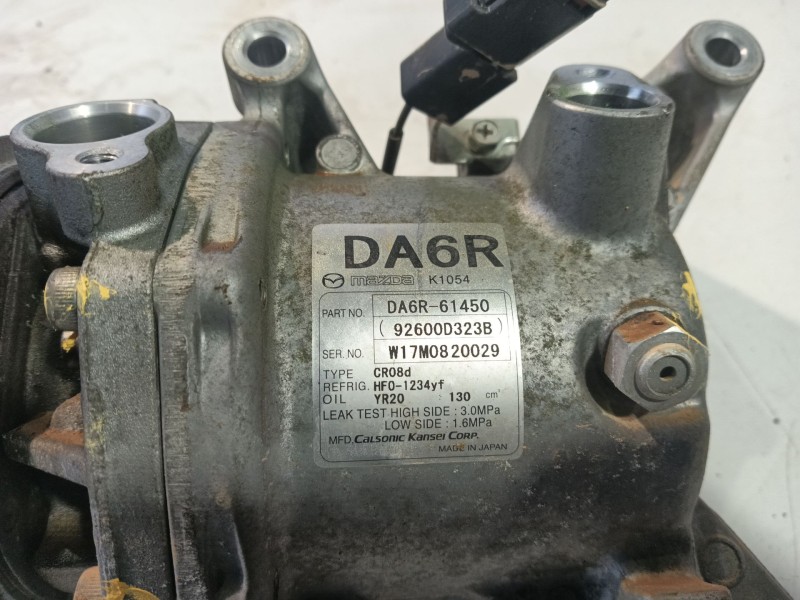 DA6R
mazda K1054
PART NO. DA6R-61450
(92600D323B)
SER.NO. W17M0820029
TYPE CR08d
REFRIG. HFO-1234yf
OIL YR20 : 130 cm³
LEAK TEST HIGH SIDE : 3.0MPa
LOW SIDE : 1.6MPa
MFD. CALSONIC KANSEI CORP.
MADE IN JAPAN